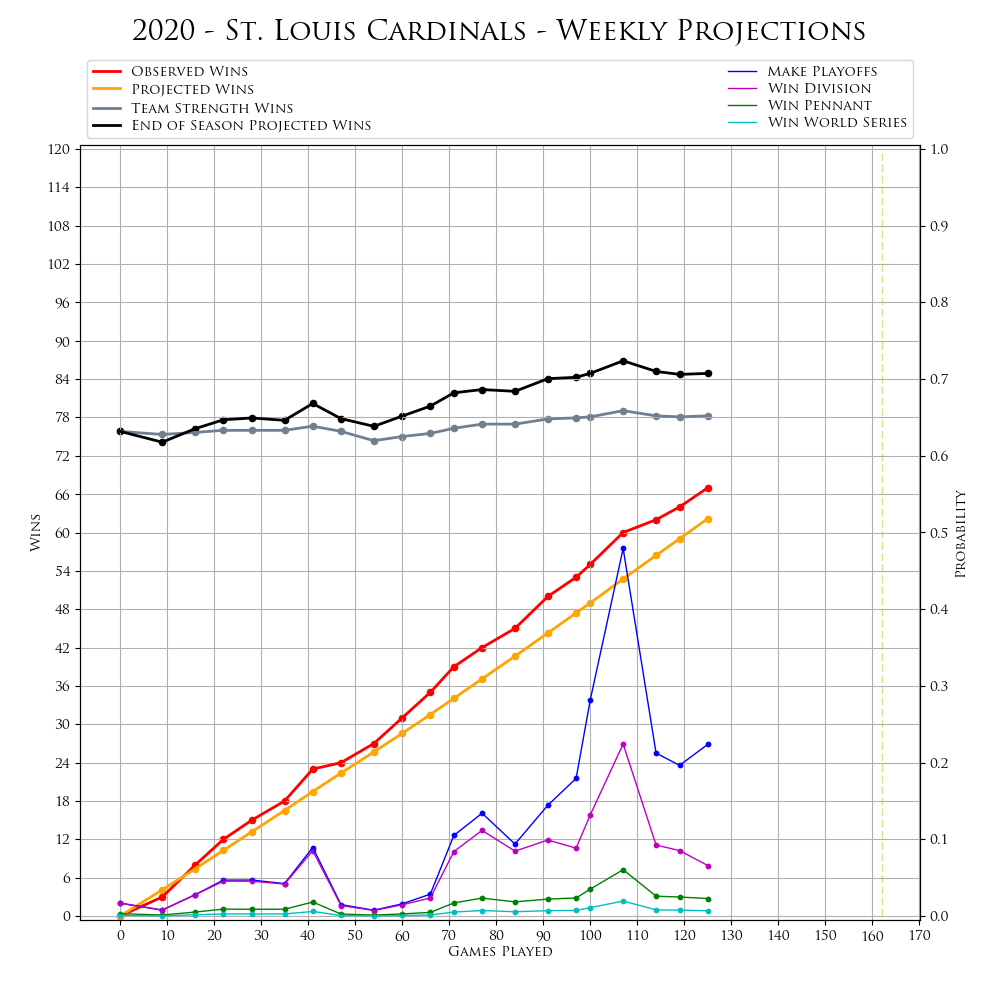 2020 - St. Louis Cardinals - Weekly Projections
Observed Wins
Projected Wins
Team Strength Wins
End of Season Projected Wins
Make Playoffs
Win Division
Win Pennant
Win World Series
120
114
108
102
96
90
84
78
72
66
60
54
48
42
36
30
24
18
12
6
0
Wins
1.0
0.9
0.8
0.7
0.6
0.5
0.4
0.3
0.2
0.1
0.0
Probability
0 10 20 30 40 50 60 70 80 90 100 110 120 130 140 150 160 170
Games Played